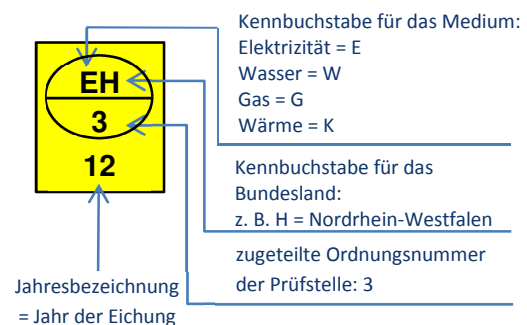 Kennbuchstabe für das Medium:
Elektrizität = E
Wasser = W
Gas = G
Wärme = K
EH
3
12
Kennbuchstabe für das
Bundesland:
z. B. H = Nordrhein-Westfalen
zugeteilte Ordnungsnummer
der Prüfstelle: 3
Jahresbezeichnung
= Jahr der Eichung